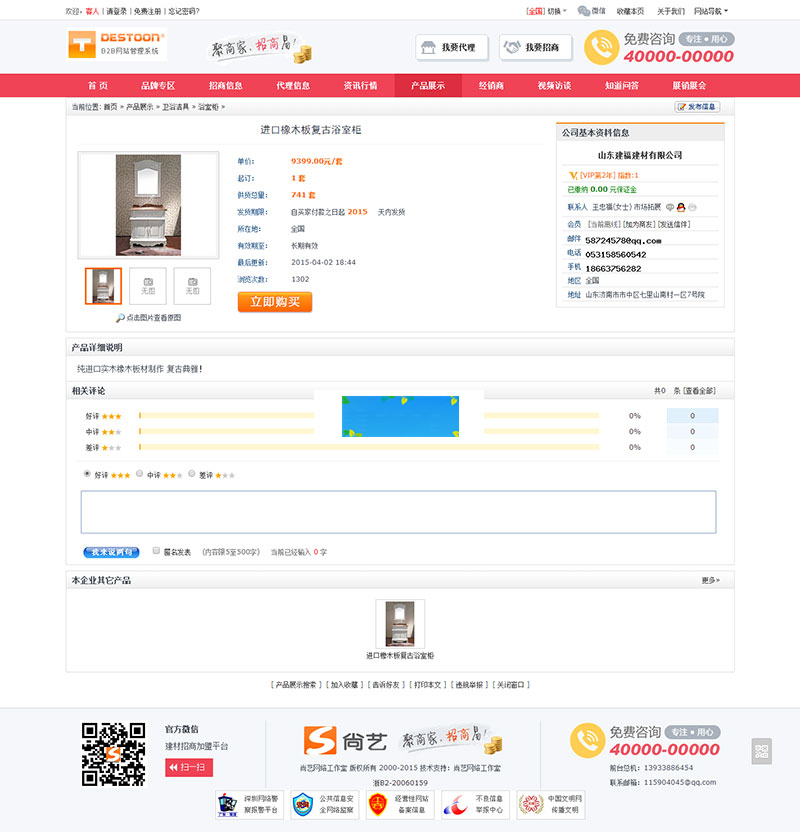 欢迎，客人 | 请登录 | 免费注册 | 忘记密码?
[全国] 切换 微信 收藏本页 关于我们 网站导航
DESTOON
B2B网站管理系统
聚商家，招商易！
我要代理
我要招商
免费咨询 专注 • 用心
40000-00000
首 页 品牌专区 招商信息 代理信息 资讯行情 产品展示 经销商 视频访谈 知道问答 展销展会
当前位置: 首页 » 产品展示 » 卫浴洁具 » 浴室柜 »
发布信息
进口橡木板复古浴室柜
单价: 9399.00元/套
起订: 1 套
供货总量: 741 套
发货期限: 自买家付款之日起 2015 天内发货
所在地: 全国
有效期至: 长期有效
最后更新: 2015-04-02 18:44
浏览次数: 1302
立即购买
无图
无图
点击图片查看原图
公司基本资料信息
山东建福建材有限公司
[VIP第2年] 指数:1
已缴纳 0.00 元保证金
联系人 王忠福(女士) 市场拓展
会员 [当前离线] [加为商友] [发送信件]
邮件 58724578@qq.com
电话 053158560542
手机 18663756282
地区 全国
地址 山东济南市市中区七里山南村一区7号院
产品详细说明
纯进口实木橡木板材制作 复古典雅!
相关评论
共0 条 [查看全部]
好评 0% 0
中评 0% 0
差评 0% 0
好评 中评 差评
我来说两句 匿名发表 (内容限5至500字) 当前已经输入 0 字
本企业其它产品
更多»
进口橡木板复古浴室柜
[ 产品展示搜索 ] [ 加入收藏 ] [ 告诉好友 ] [ 打印本文 ] [ 违规举报 ] [ 关闭窗口 ]
官方微信
建材招商加盟平台
扫一扫
尚艺
聚商家，招商易！
尚艺网络工作室 版权所有 2000-2015 技术支持：尚艺网络工作室
浙B2-20060159
免费咨询 专注 • 用心
40000-00000
前台总机：13933886454
联系邮箱：115904045@qq.com
深圳网络警察报警平台
公共信息安全网络监察
经营性网站备案信息
不良信息举报中心
中国文明网传播文明